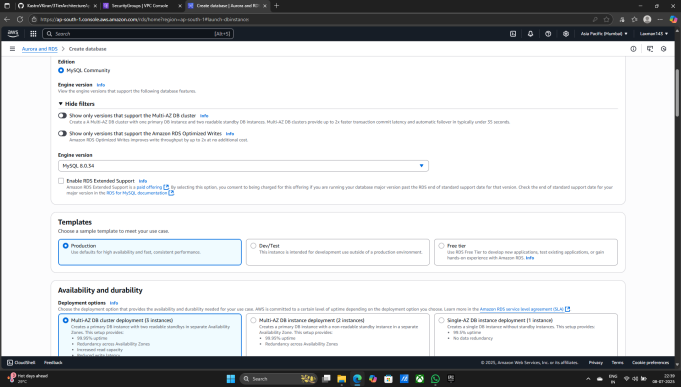 KastroVKiran/3TierArchitecture/
SecurityGroups | VPC Console
Create database | Aurora and RDS
https://ap-south-1.console.aws.amazon.com/rds/home?region=ap-south-1#launch-dbinstance:
aws
Search
[Alt+S]
Asia Pacific (Mumbai)
Aurora and RDS
Create database
Edition
MySQL Community
Engine version Info
View the engine versions that support the following database features.
Hide filters
Show only versions that support the Multi-AZ DB cluster Info
Create a A Multi-AZ DB cluster with one primary DB instance and two readable standby DB instances. Multi-AZ DB clusters provide up to 2x faster transaction commit latency and automatic failover in typically under 35 seconds.
Show only versions that support the Amazon RDS Optimized Writes Info
Amazon RDS Optimized Writes improves write throughput by up to 2x at no additional cost.
Engine version
Enable RDS Extended Support Info
Amazon RDS Extended Support is a paid offering. By selecting this option, you consent to being charged for this offering if you are running your database major version past the RDS end of standard support date for that version. Check the end of standard support date for your
major version in the RDS for MySQL documentation.
Templates
Choose a sample template to meet your use case.
Production
Use defaults for high availability and fast, consistent performance.
Dev/Test
This instance is intended for development use outside of a production environment.
Free tier
Use RDS Free Tier to develop new applications, test existing applications, or gain
hands-on experience with Amazon RDS. Info
Availability and durability
Deployment options Info
Choose the deployment option that provides the availability and durability needed for your use case. AWS is committed to a certain level of uptime depending on the deployment option you choose. Learn more in the Amazon RDS service level agreement (SLA)
Multi-AZ DB cluster deployment (3 instances)
Creates a primary DB instance with two readable standbys in separate Availability
Zones. This setup provides:
99.95% uptime
Redundancy across Availability Zones
Increased read capacity
Reduced write latency
Multi-AZ DB instance deployment (2 instances)
Creates a primary DB instance with a non-readable standby instance in a separate
Availability Zone. This setup provides:
99.95% uptime
Redundancy across Availability Zones
Single-AZ DB instance deployment (1 instance)
Creates a single DB instance without standby instances. This setup provides:
99.5% uptime
No data redundancy
CloudShell
Feedback
© 2025, Amazon Web Services, Inc. or its affiliates.
Privacy
Terms
Cookie preferences
Hot days ahead
Search
ENG
IN
22:39
08-07-2025